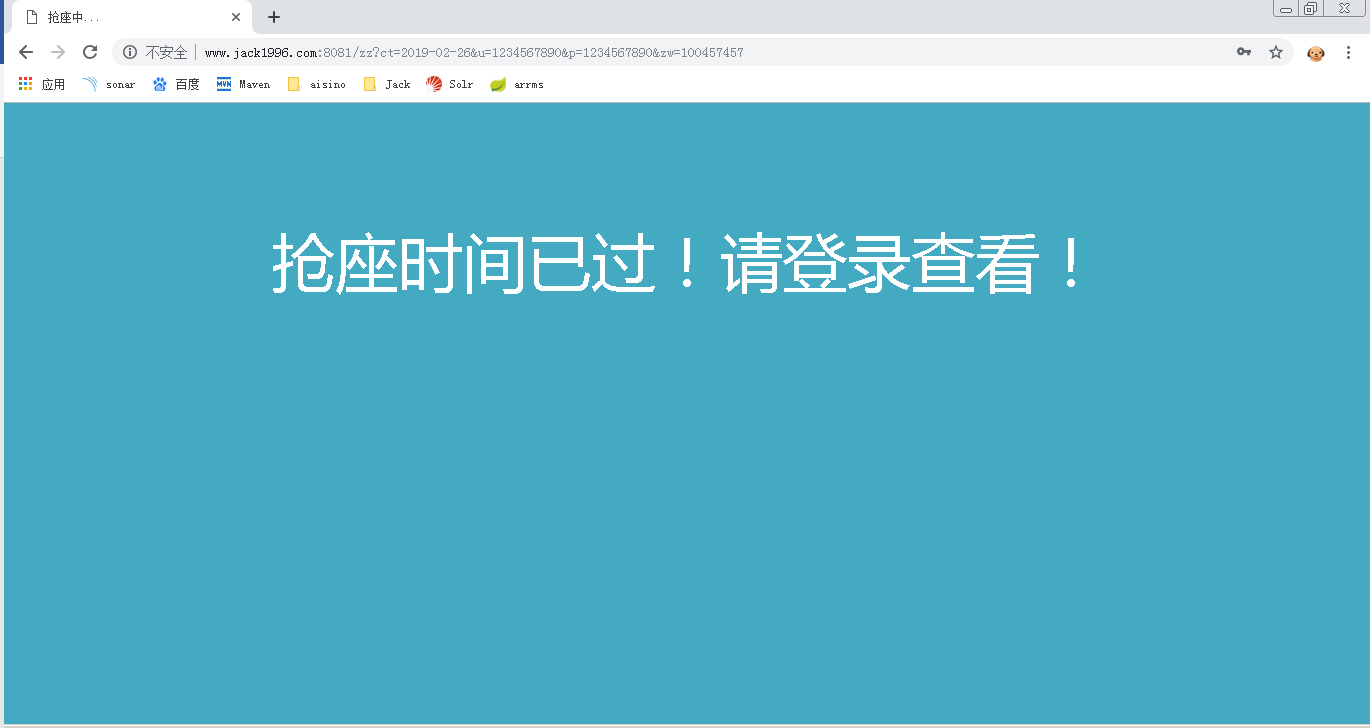 抢座中...
不安全 www.jack1996.com:8081/zz?ct=2019-02-26&u=1234567890&p=1234567890&zw=100457457
应用 sonar 百度 MVN Maven aisino Jack Solr arrms
抢座时间已过！请登录查看！